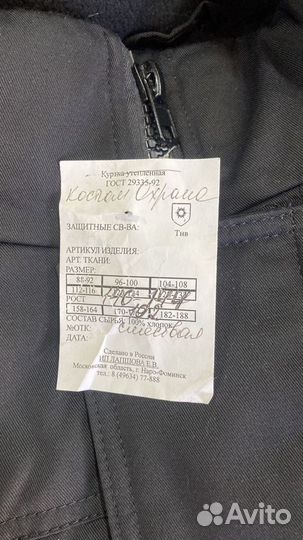 Куртка утепленная
ГОСТ 29335-92
Костюм Охрана
ЗАЩИТНЫЕ СВ-ВА:
Тнв
АРТИКУЛ ИЗДЕЛИЯ:
АРТ. ТКАНИ:
РАЗМЕР:
88-92 96-100 104-108
112-116
РОСТ
158-164 170- 182-188
СОСТАВ СЫРЬЯ: 100% хлопок
№ОТК: смесовая
ДАТА:
Сделано в России
ИП ЛАПШОВА Е.В.
Московская область, г. Наро-Фоминск
тел.: 8(49634) 77-888
Avito